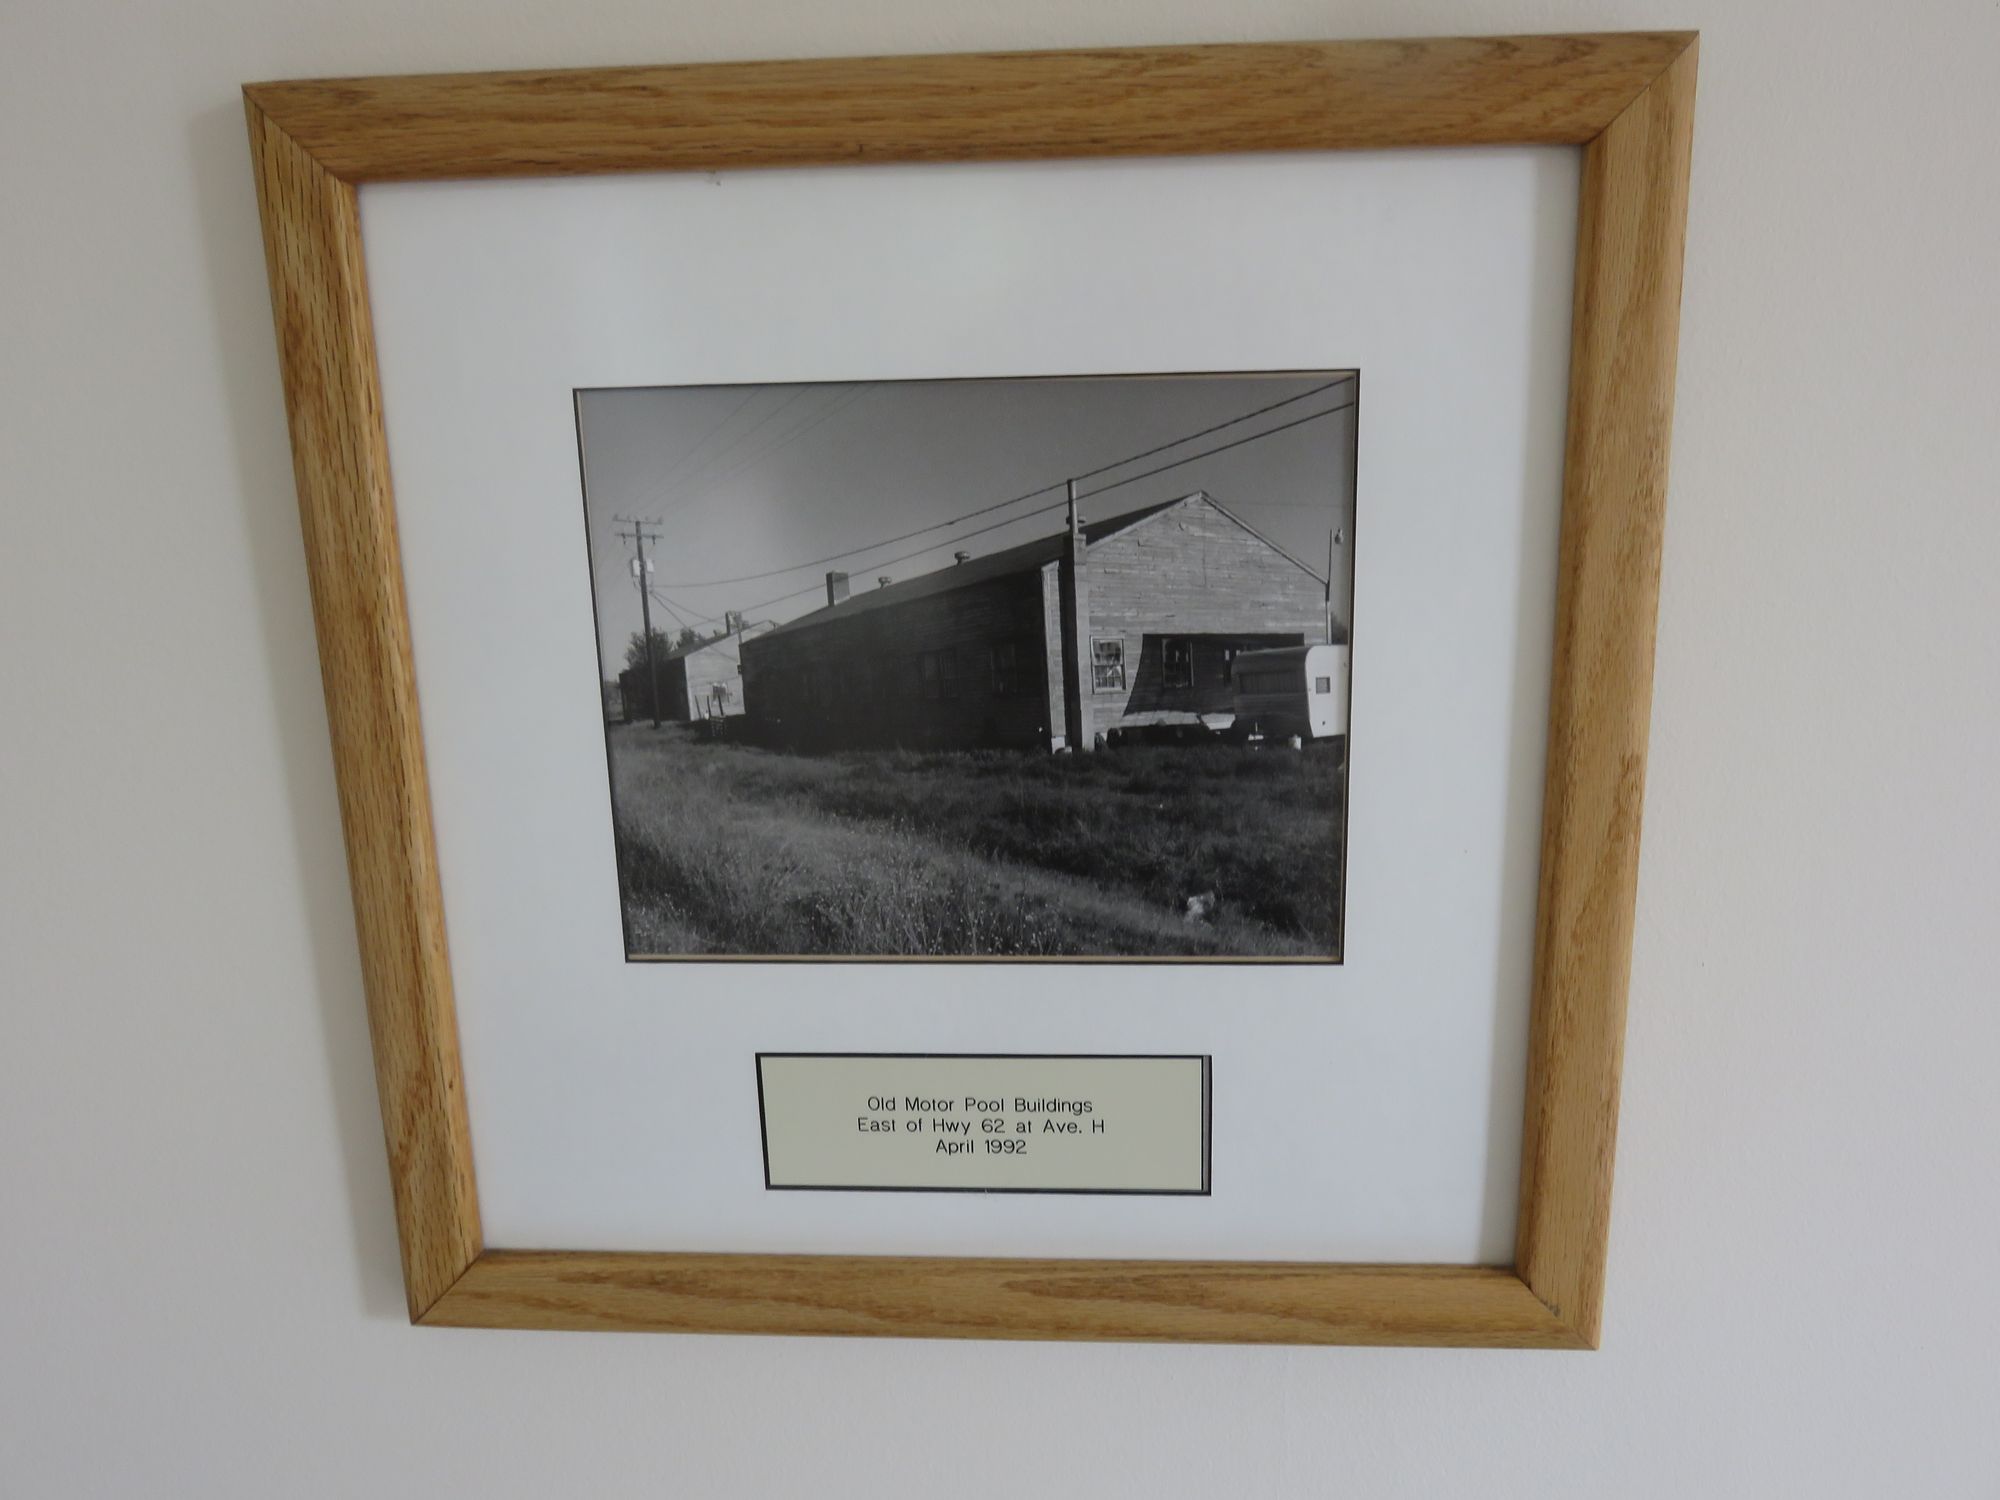 Old Motor Pool Buildings
East of Hwy 62 at Ave. H
April 1992